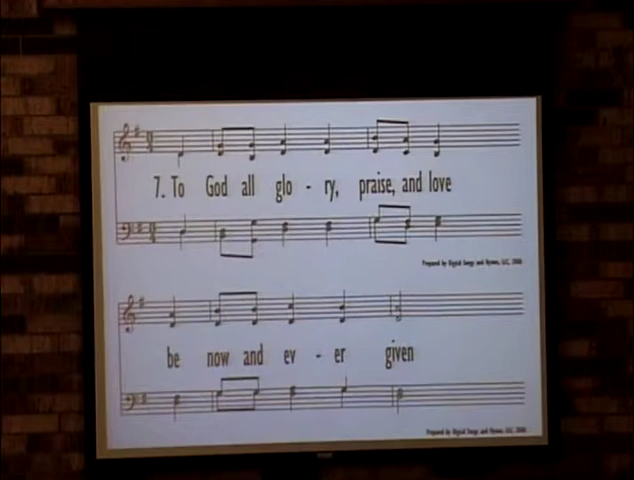 7. To God all glo - ry, praise, and love
Prepared by Digital Songs and Hymns, LLC, 2006
be now and ev - er given
Prepared by Digital Songs and Hymns, LLC, 2006